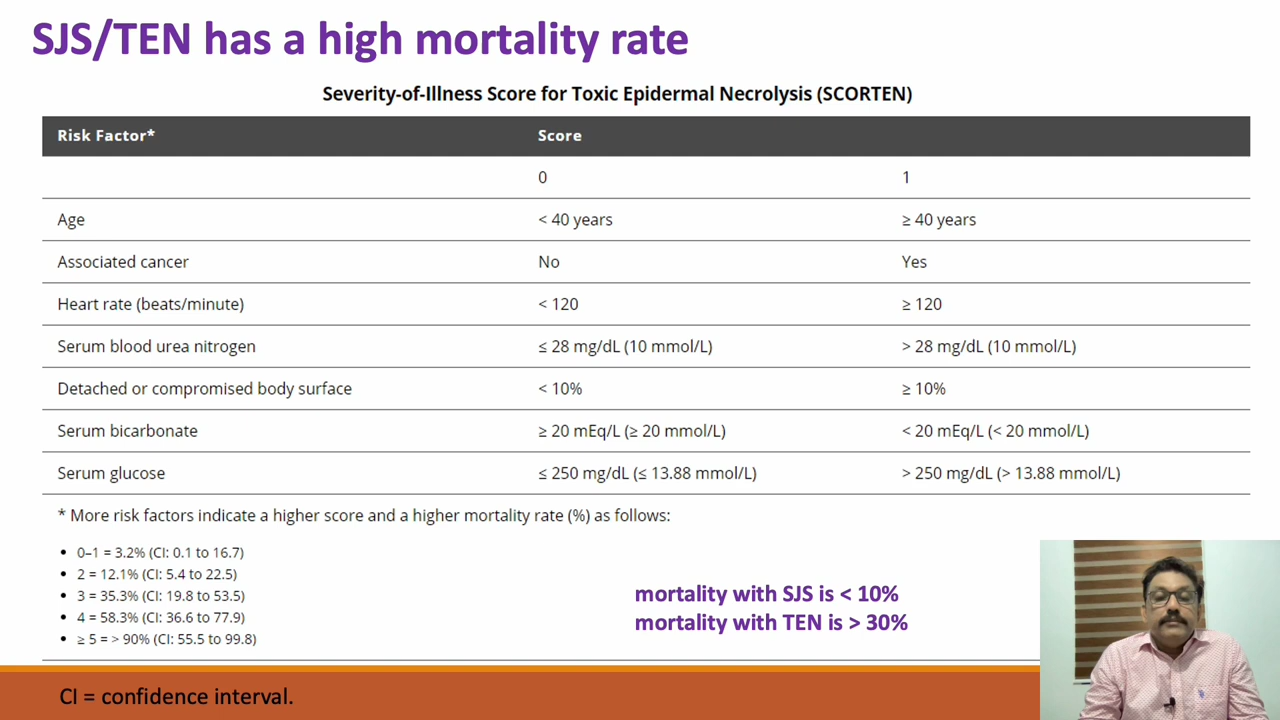 SJS/TEN has a high mortality rate
Severity-of-Illness Score for Toxic Epidermal Necrolysis (SCORTEN)
Risk Factor* Score
0 1
Age < 40 years ≥ 40 years
Associated cancer No Yes
Heart rate (beats/minute) < 120 ≥ 120
Serum blood urea nitrogen ≤ 28 mg/dL (10 mmol/L) > 28 mg/dL (10 mmol/L)
Detached or compromised body surface < 10% ≥ 10%
Serum bicarbonate ≥ 20 mEq/L (≥ 20 mmol/L) < 20 mEq/L (< 20 mmol/L)
Serum glucose ≤ 250 mg/dL (≤ 13.88 mmol/L) > 250 mg/dL (> 13.88 mmol/L)
* More risk factors indicate a higher score and a higher mortality rate (%) as follows:
• 0–1 = 3.2% (CI: 0.1 to 16.7)
• 2 = 12.1% (CI: 5.4 to 22.5)
• 3 = 35.3% (CI: 19.8 to 53.5)
• 4 = 58.3% (CI: 36.6 to 77.9)
• ≥ 5 = > 90% (CI: 55.5 to 99.8)
mortality with SJS is < 10%
mortality with TEN is > 30%
CI = confidence interval.